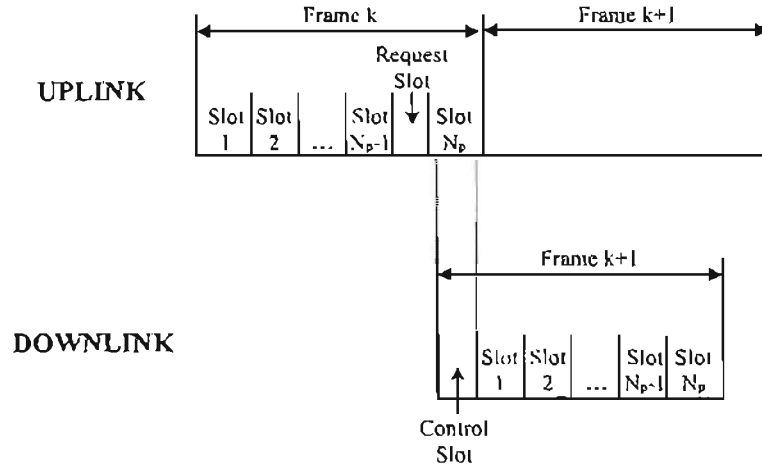 Frame k
Frame k+1
Request
Slot
UPLINK
Slot
1
Slot
2
...
Slot
Np-1
Slot
Np
Frame k+1
DOWNLINK
Slot
1
Slot
2
...
Slot
Np-1
Slot
Np
Control
Slot